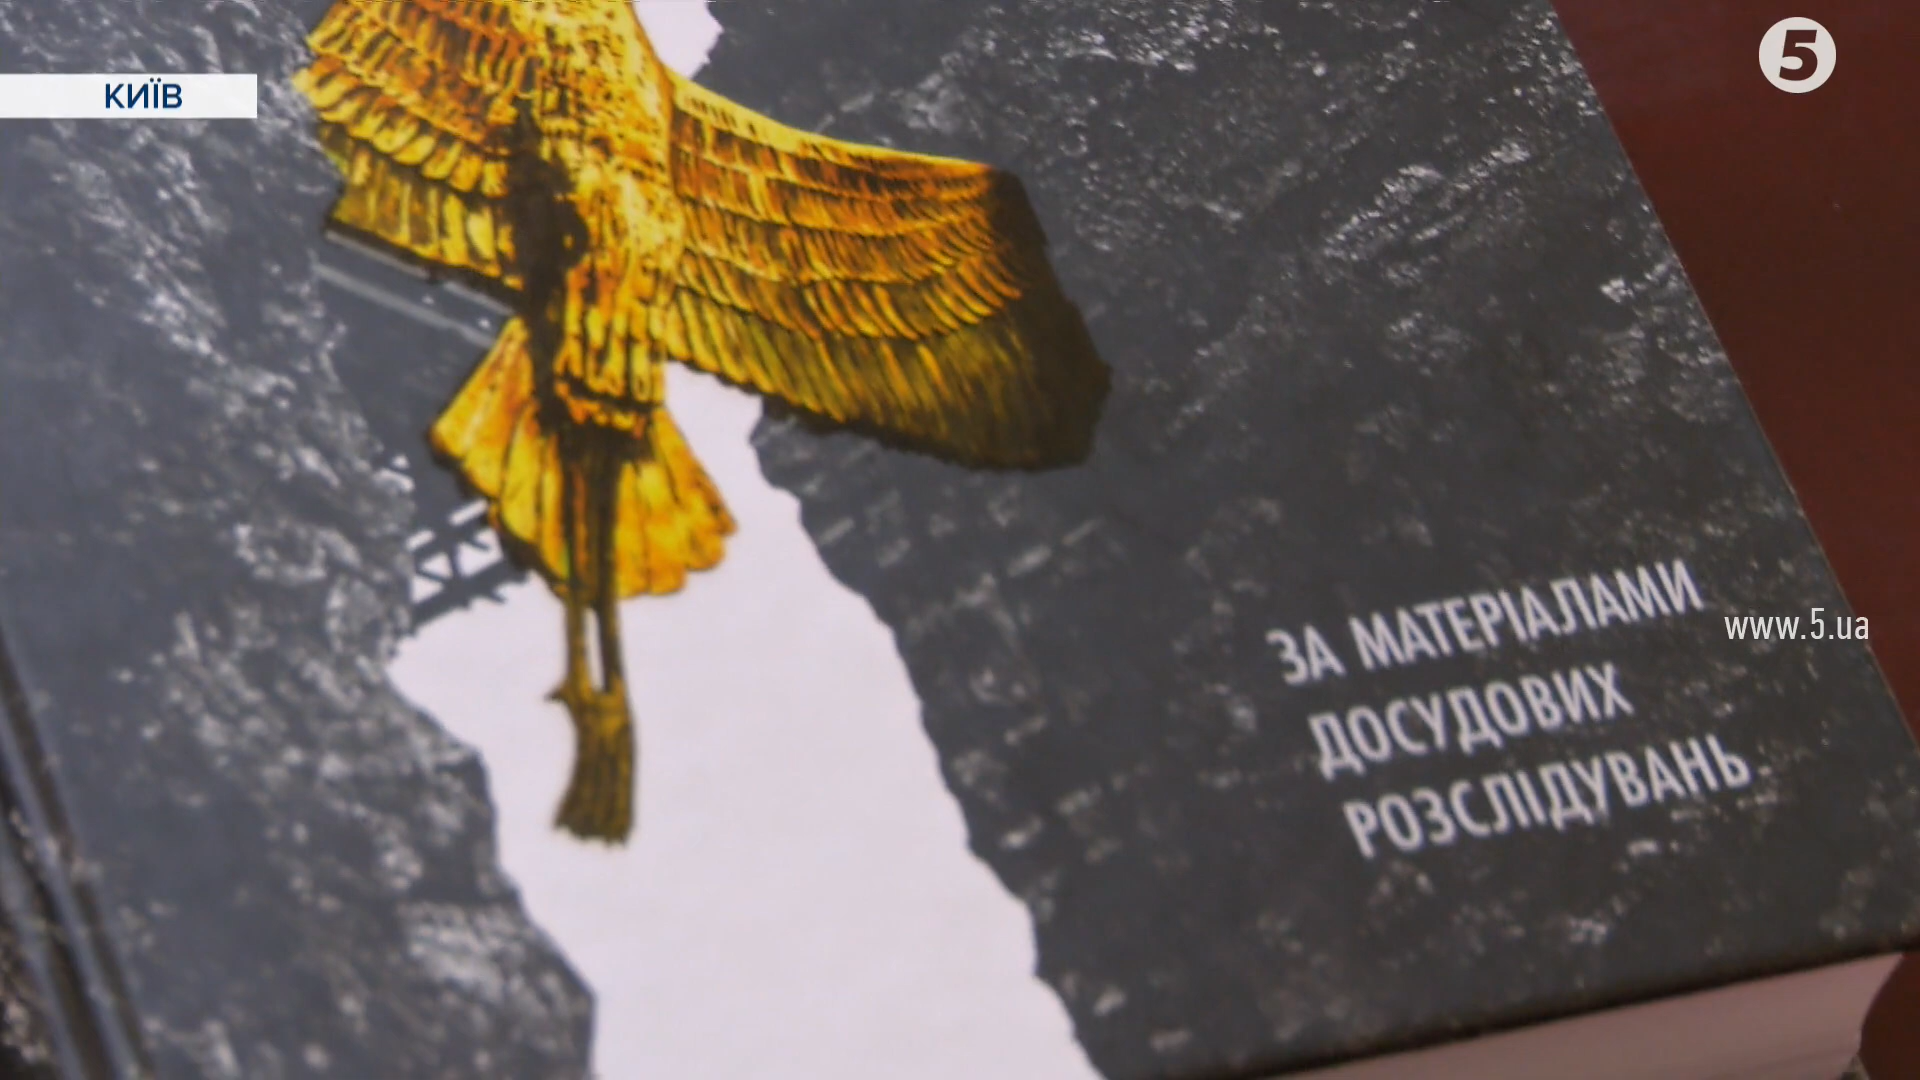 КИЇВ
5
ЗА МАТЕРІАЛАМИ
www.5.ua
ДОСУДОВИХ
РОЗСЛІДУВАНЬ